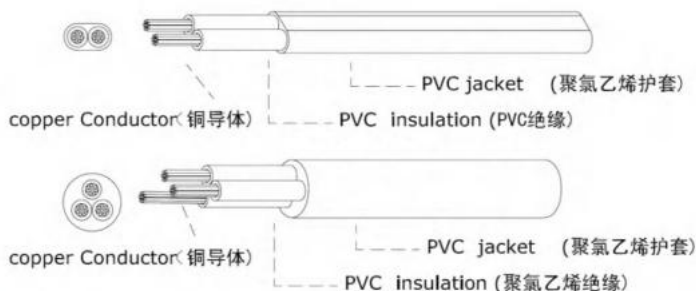 PVC jacket (聚氯乙烯护套)
copper Conductor(铜导体) PVC insulation (PVC绝缘)
PVC jacket (聚氯乙烯护套)
copper Conductor(铜导体)
PVC insulation (聚氯乙烯绝缘)